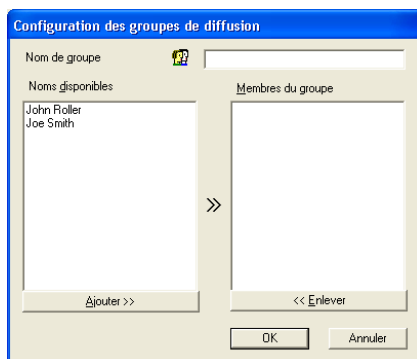 Configuration des groupes de diffusion
Nom de groupe
Noms disponibles
Membres du groupe
John Roller
Joe Smith
>>
Ajouter >>
<< Enlever
OK
Annuler